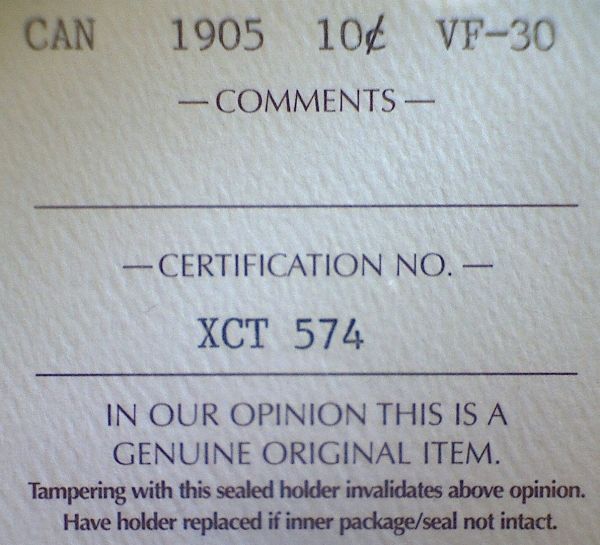 CAN 1905 10¢ VF-30
— COMMENTS —
— CERTIFICATION NO. —
XCT 574
IN OUR OPINION THIS IS A
GENUINE ORIGINAL ITEM.
Tampering with this sealed holder invalidates above opinion.
Have holder replaced if inner package/seal not intact.